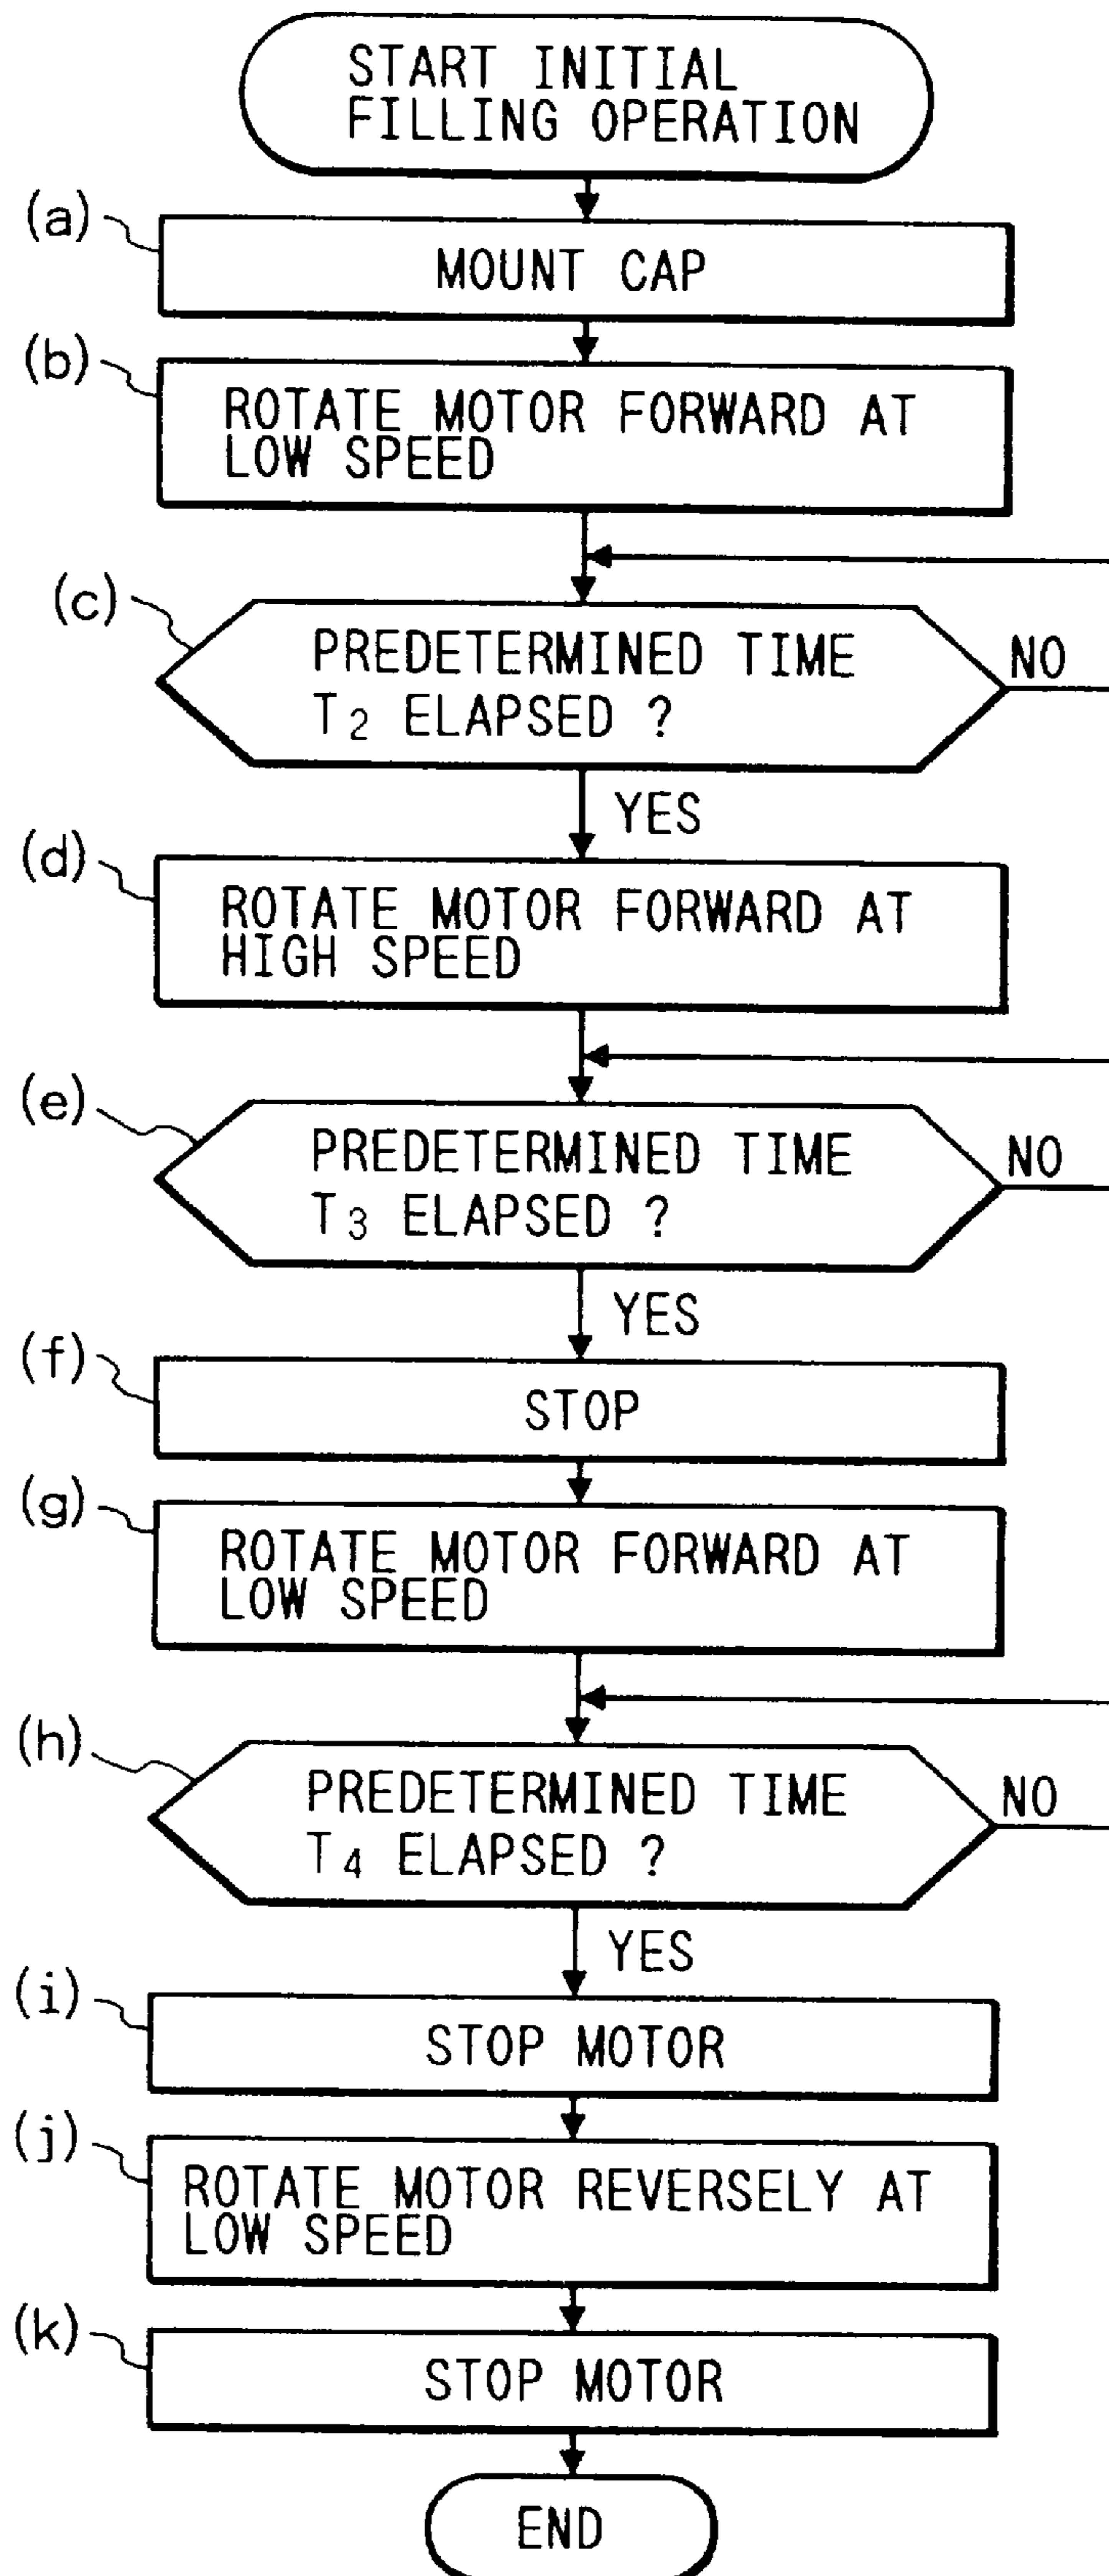 START INITIAL
FILLING OPERATION
(a)
MOUNT CAP
(b)
ROTATE MOTOR FORWARD AT
LOW SPEED
(c)
PREDETERMINED TIME
T₂ ELAPSED ?
NO
YES
(d)
ROTATE MOTOR FORWARD AT
HIGH SPEED
(e)
PREDETERMINED TIME
T₃ ELAPSED ?
NO
YES
(f)
STOP
(g)
ROTATE MOTOR FORWARD AT
LOW SPEED
(h)
PREDETERMINED TIME
T₄ ELAPSED ?
NO
YES
(i)
STOP MOTOR
(j)
ROTATE MOTOR REVERSELY AT
LOW SPEED
(k)
STOP MOTOR
END